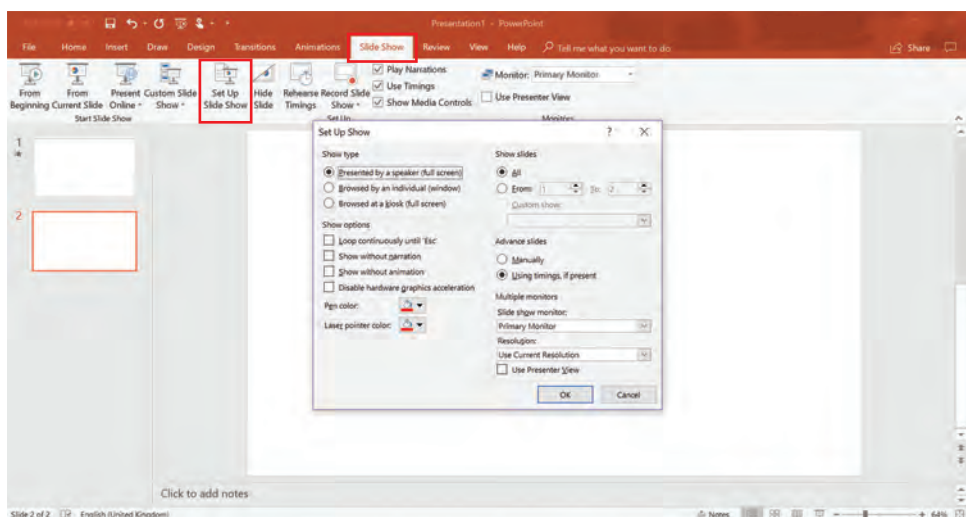 Presentation1 - PowerPoint
File Home Insert Draw Design Transitions Animations Slide Show Review View Help Tell me what you want to do Share
From Beginning
From Current Slide
Present Online
Custom Slide Show
Set Up Slide Show
Hide Slide
Rehearse Timings
Record Slide Show
Play Narrations
Use Timings
Show Media Controls
Monitor: Primary Monitor
Use Presenter View
Start Slide Show
Set Up
Monitors
1
2
Set Up Show ?
Show type
Presented by a speaker (full screen)
Browsed by an individual (window)
Browsed at a kiosk (full screen)
Show options
Loop continuously until 'Esc'
Show without narration
Show without animation
Disable hardware graphics acceleration
Pen color:
Laser pointer color:
Show slides
All
From: 1 To: 2
Custom show:
Advance slides
Manually
Using timings, if present
Multiple monitors
Slide show monitor:
Primary Monitor
Resolution:
Use Current Resolution
Use Presenter View
OK Cancel
Click to add notes
Slide 2 of 2 English (United Kingdom) Notes 64%